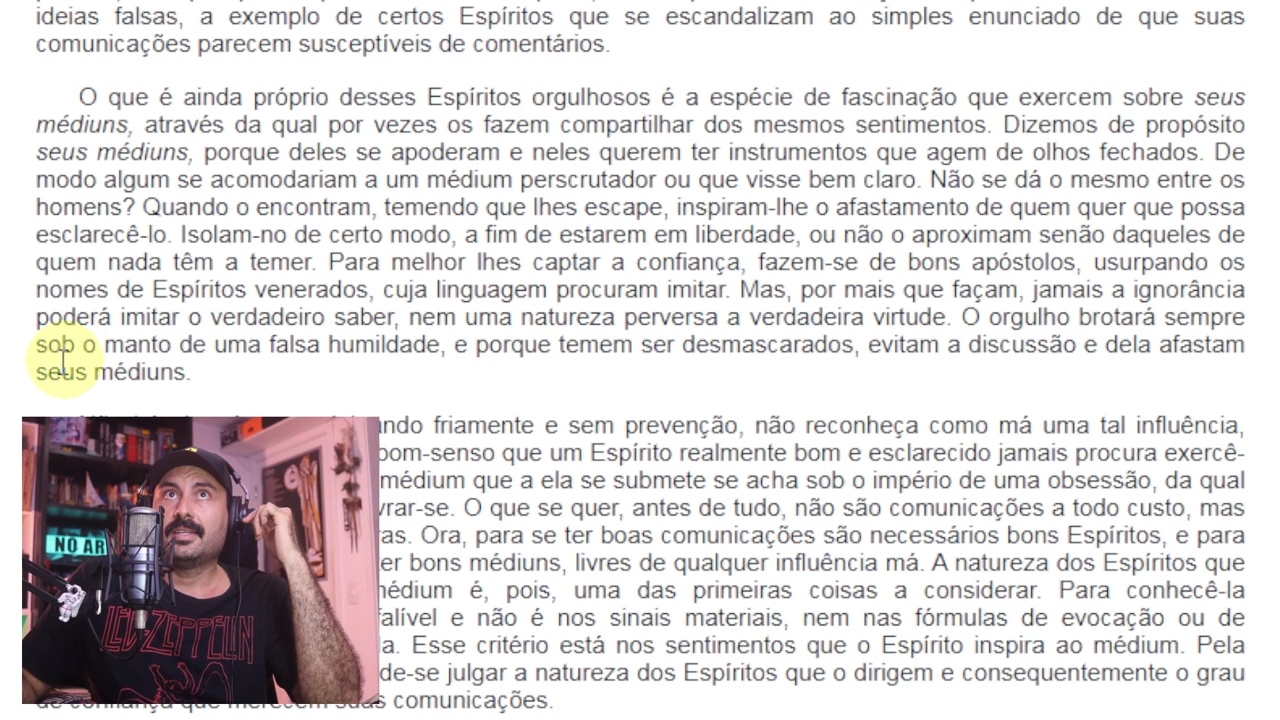 ideias falsas, a exemplo de certos Espíritos que se escandalizam ao simples enunciado de que suas
comunicações parecem susceptíveis de comentários.
O que é ainda próprio desses Espíritos orgulhosos é a espécie de fascinação que exercem sobre seus
médiuns, através da qual por vezes os fazem compartilhar dos mesmos sentimentos. Dizemos de propósito
seus médiuns, porque deles se apoderam e neles querem ter instrumentos que agem de olhos fechados. De
modo algum se acomodariam a um médium perscrutador ou que visse bem claro. Não se dá o mesmo entre os
homens? Quando o encontram, temendo que lhes escape, inspiram-lhe o afastamento de quem quer que possa
esclarecê-lo. Isolam-no de certo modo, a fim de estarem em liberdade, ou não o aproximam senão daqueles de
quem nada têm a temer. Para melhor lhes captar a confiança, fazem-se de bons apóstolos, usurpando os
nomes de Espíritos venerados, cuja linguagem procuram imitar. Mas, por mais que façam, jamais a ignorância
poderá imitar o verdadeiro saber, nem uma natureza perversa a verdadeira virtude. O orgulho brotará sempre
sob o manto de uma falsa humildade, e porque temem ser desmascarados, evitam a discussão e dela afastam
seus médiuns.
friamente e sem prevenção, não reconheça como má uma tal influência,
bom-senso que um Espírito realmente bom e esclarecido jamais procura exercê-
médium que a ela se submete se acha sob o império de uma obsessão, da qual
O que se quer, antes de tudo, não são comunicações a todo custo, mas
Ora, para se ter boas comunicações são necessários bons Espíritos, e para
bons médiuns, livres de qualquer influência má. A natureza dos Espíritos que
é, pois, uma das primeiras coisas a considerar. Para conhecê-la
e não é nos sinais materiais, nem nas fórmulas de evocação ou de
Esse critério está nos sentimentos que o Espírito inspira ao médium. Pela
julgar a natureza dos Espíritos que o dirigem e consequentemente o grau
comunicações.
NO AR
LED-ZEPPELIN